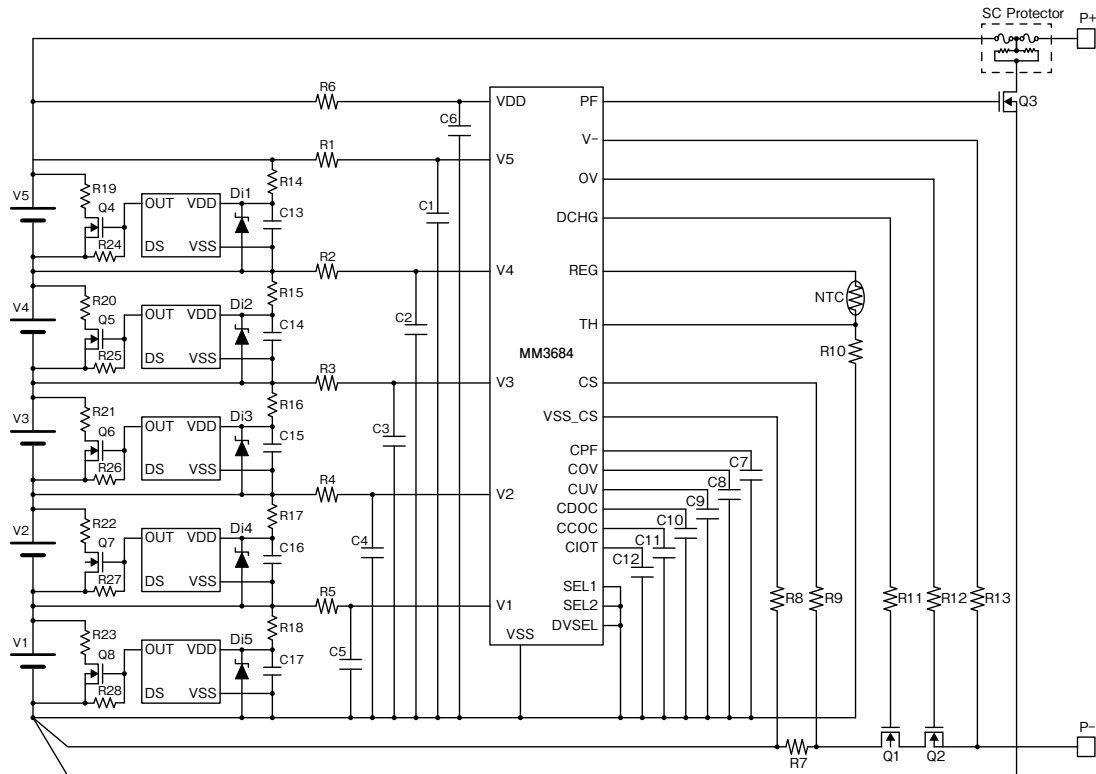 SC Protector
P+
R6
VDD
PF
Q3
C6
V-
R1
V5
OV
R14
R19
Q4
V5
OUT VDD
Di1
C13
C1
DCHG
R24
DS VSS
R2
V4
REG
R15
NTC
R20
Q5
V4
OUT VDD
Di2
C14
C2
TH
R25
DS VSS
R10
MM3684
R3
V3
CS
R16
R21
Q6
V3
OUT VDD
Di3
C15
C3
VSS_CS
R26
DS VSS
CPF
C7
COV
C8
R4
V2
CUV
C9
R17
CDOC
C10
R22
Q7
V2
OUT VDD
Di4
C16
C4
CCOC
C11
CIOT
C12
R27
DS VSS
SEL1
R5
V1
SEL2
R8
R9
R11
R12
R13
R18
DVSEL
R23
Q8
V1
OUT VDD
Di5
C17
C5
VSS
R28
DS VSS
P-
R7
Q1
Q2